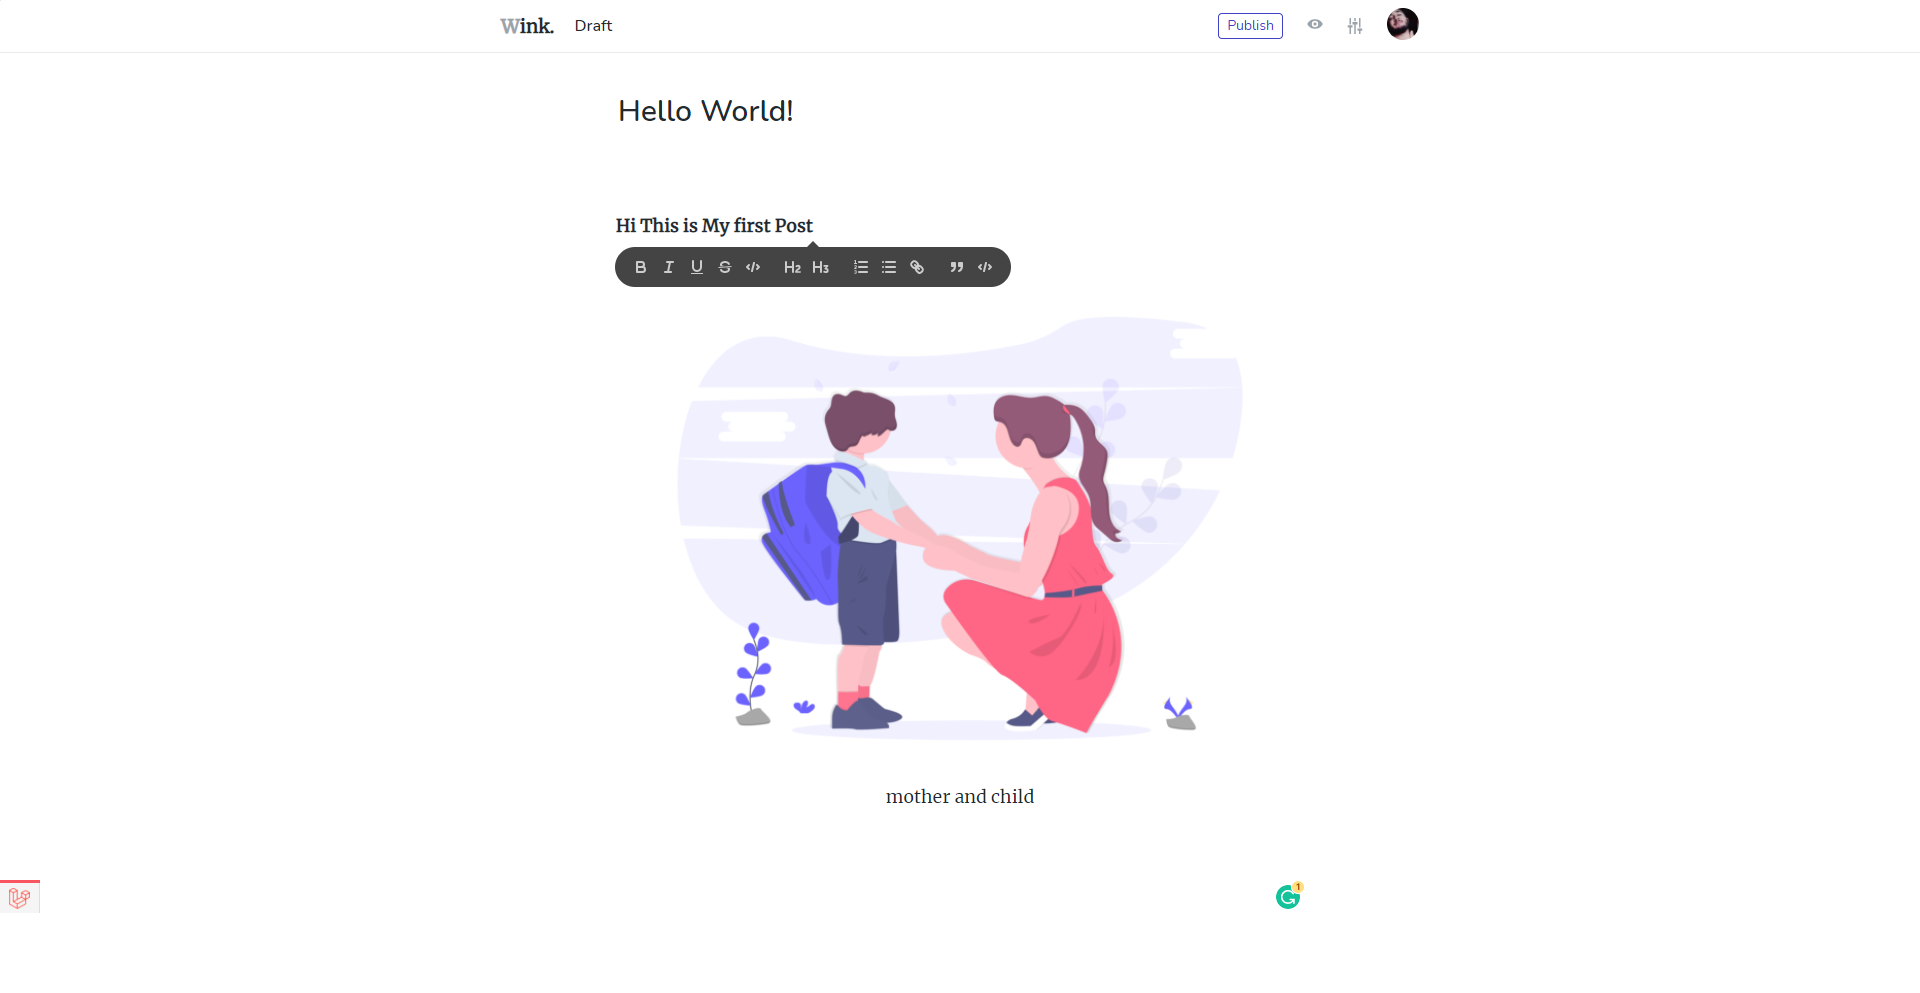 Wink. Draft Publish
Hello World!
Hi This is My first Post
B I U S </> H2 H3 </>
mother and child
1